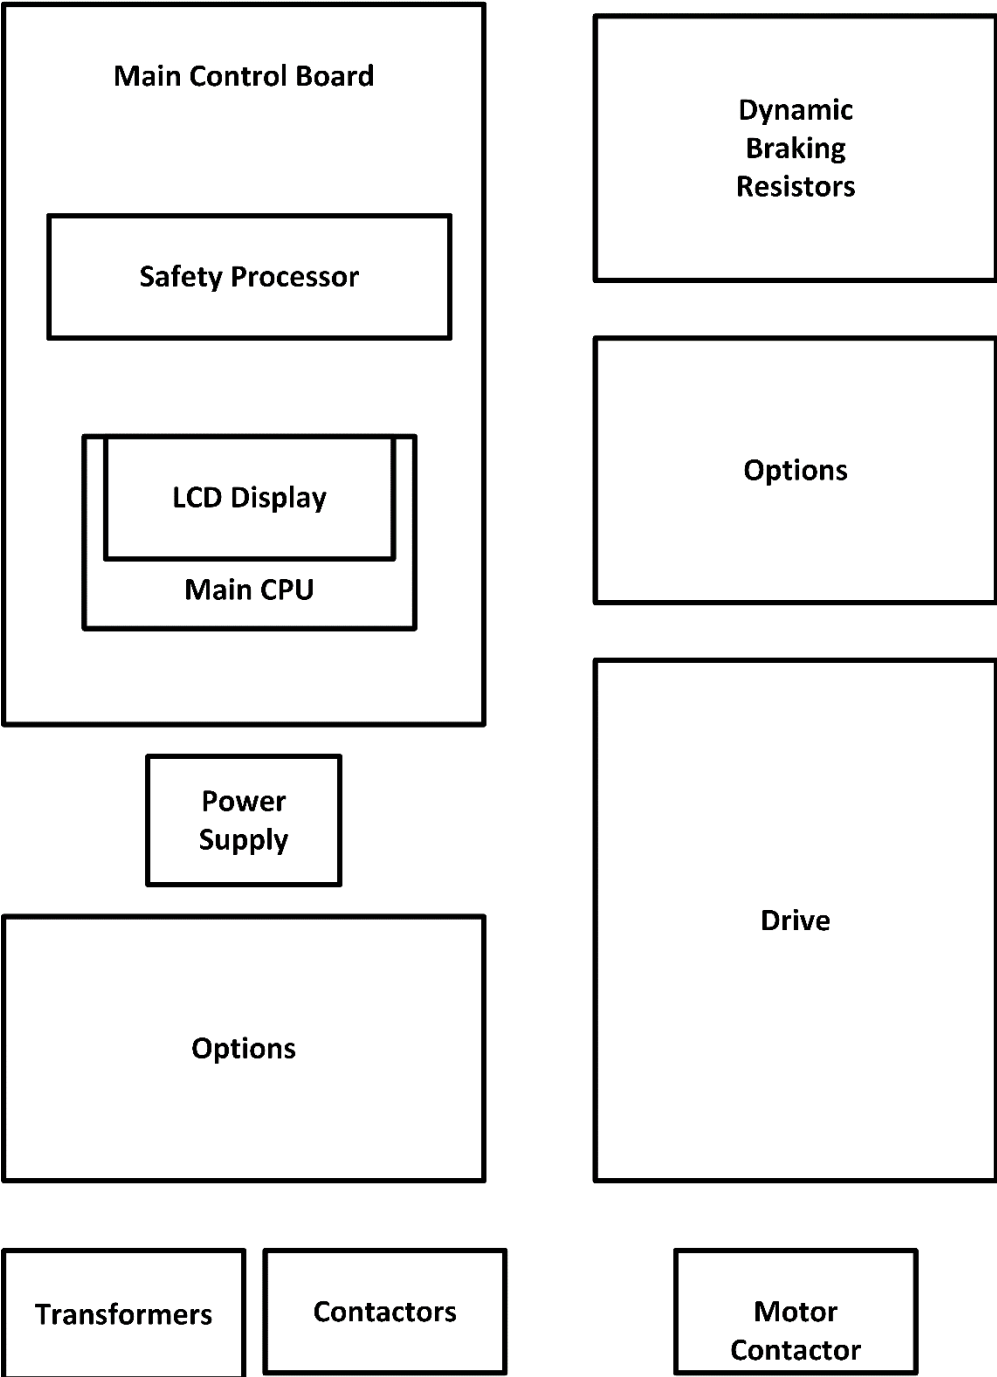 Main Control Board
Safety Processor
LCD Display
Main CPU
Power
Supply
Options
Transformers
Contactors
Dynamic
Braking
Resistors
Options
Drive
Motor
Contactor